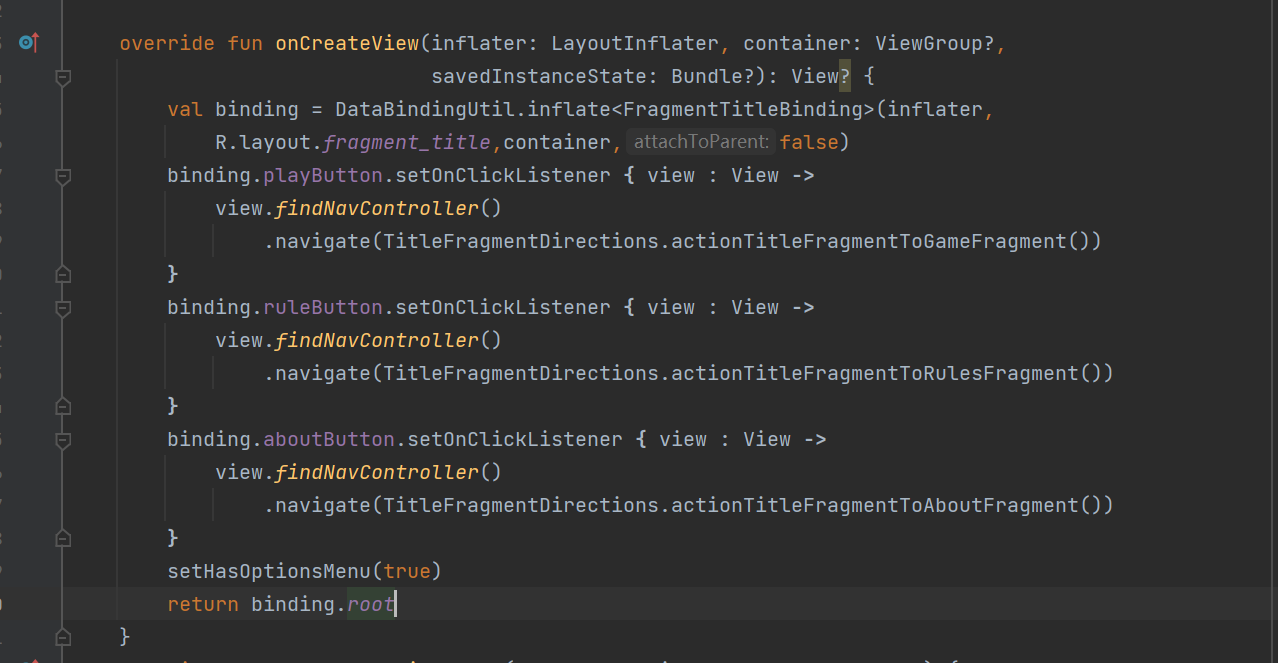 override fun onCreateView(inflater: LayoutInflater, container: ViewGroup?,
savedInstanceState: Bundle?): View? {
val binding = DataBindingUtil.inflate<FragmentTitleBinding>(inflater,
R.layout.fragment_title,container, attachToParent: false)
binding.playButton.setOnClickListener { view : View ->
view.findNavController()
.navigate(TitleFragmentDirections.actionTitleFragmentToGameFragment())
}
binding.ruleButton.setOnClickListener { view : View ->
view.findNavController()
.navigate(TitleFragmentDirections.actionTitleFragmentToRulesFragment())
}
binding.aboutButton.setOnClickListener { view : View ->
view.findNavController()
.navigate(TitleFragmentDirections.actionTitleFragmentToAboutFragment())
}
setHasOptionsMenu(true)
return binding.root
}